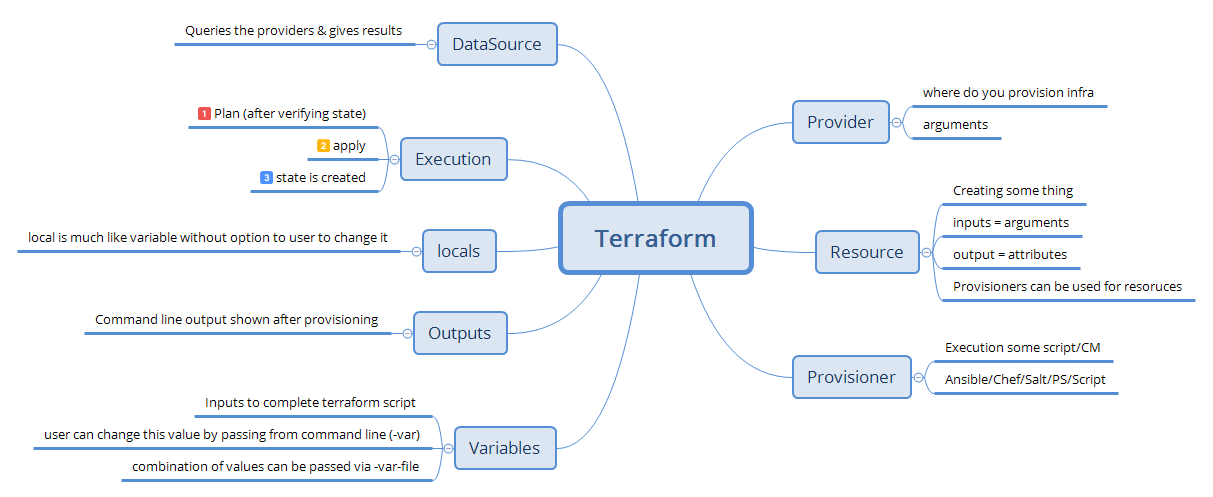 Terraform
Provider
where do you provision infra
arguments
Resource
Creating some thing
inputs = arguments
output = attributes
Provisioners can be used for resoruces
Provisioner
Execution some script/CM
Ansible/Chef/Salt/PS/Script
DataSource
Queries the providers & gives results
Execution
1 Plan (after verifying state)
2 apply
3 state is created
locals
local is much like variable without option to user to change it
Outputs
Command line output shown after provisioning
Variables
Inputs to complete terraform script
user can change this value by passing from command line (-var)
combination of values can be passed via -var-file